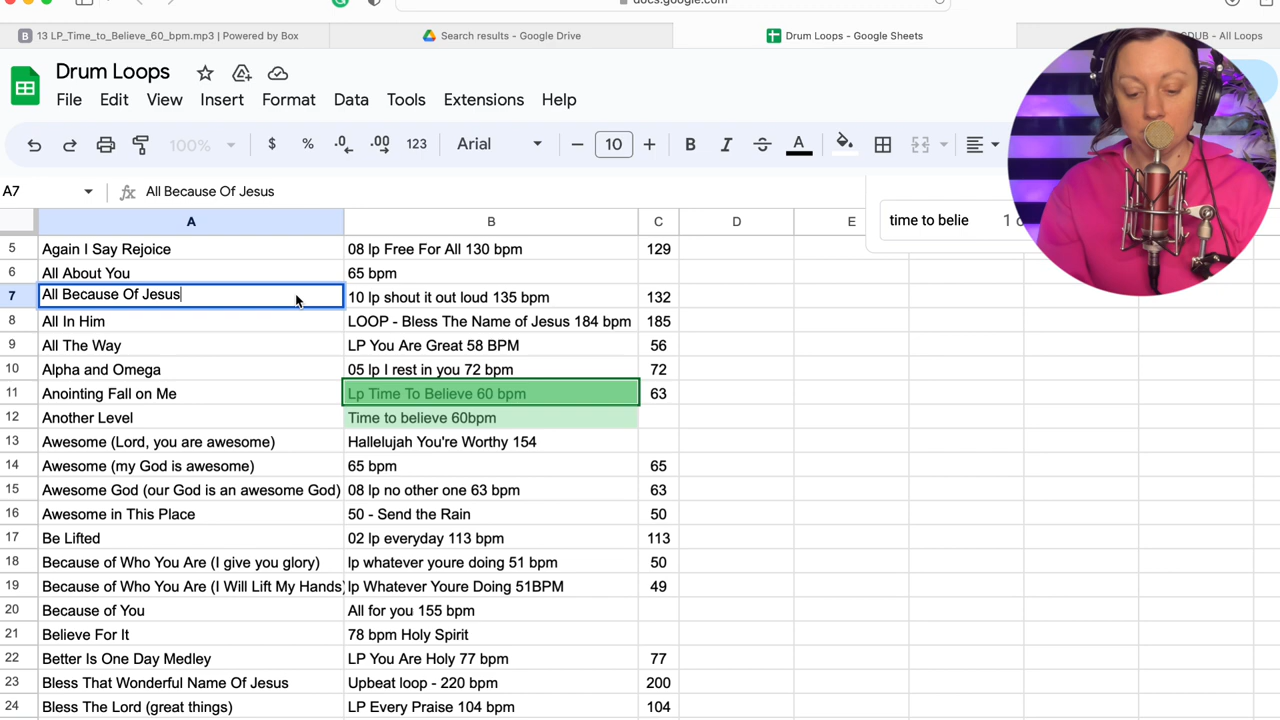 docs.google.com
13 LP_Time_to_Believe_60_bpm.mp3 | Powered by Box
Search results - Google Drive
Drum Loops - Google Sheets
DUB - All Loops
Drum Loops
File Edit View Insert Format Data Tools Extensions Help
100% $ % .0 .00 123 Arial 10 B I S A
A7 fx All Because Of Jesus
time to belie 1
A B C D E
5 Again I Say Rejoice 08 lp Free For All 130 bpm 129
6 All About You 65 bpm
7 All Because Of Jesus 10 lp shout it out loud 135 bpm 132
8 All In Him LOOP - Bless The Name of Jesus 184 bpm 185
9 All The Way LP You Are Great 58 BPM 56
10 Alpha and Omega 05 lp I rest in you 72 bpm 72
11 Anointing Fall on Me Lp Time To Believe 60 bpm 63
12 Another Level Time to believe 60bpm
13 Awesome (Lord, you are awesome) Hallelujah You're Worthy 154
14 Awesome (my God is awesome) 65 bpm 65
15 Awesome God (our God is an awesome God) 08 lp no other one 63 bpm 63
16 Awesome in This Place 50 - Send the Rain 50
17 Be Lifted 02 lp everyday 113 bpm 113
18 Because of Who You Are (I give you glory) lp whatever youre doing 51 bpm 50
19 Because of Who You Are (I Will Lift My Hands) lp Whatever Youre Doing 51BPM 49
20 Because of You All for you 155 bpm
21 Believe For It 78 bpm Holy Spirit
22 Better Is One Day Medley LP You Are Holy 77 bpm 77
23 Bless That Wonderful Name Of Jesus Upbeat loop - 220 bpm 200
24 Bless The Lord (great things) LP Every Praise 104 bpm 104